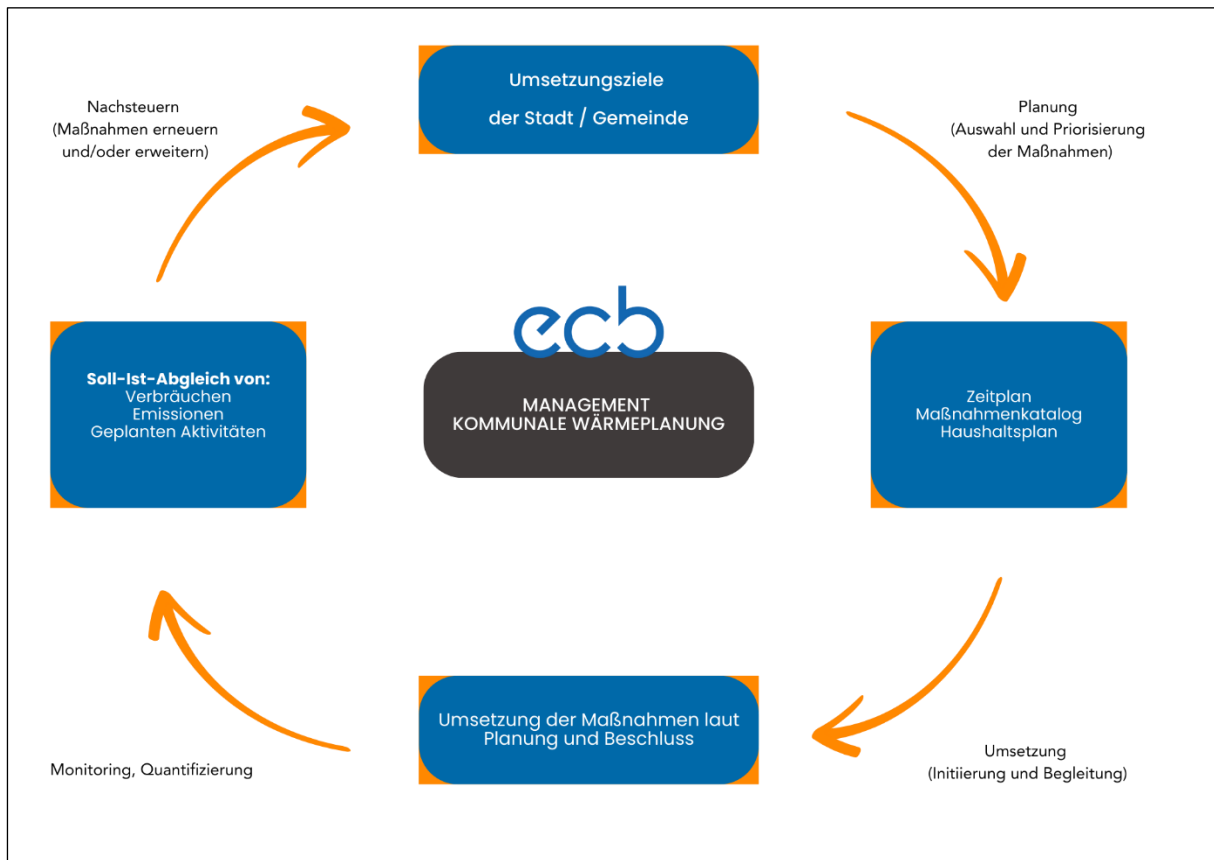 Umsetzungsziele
der Stadt / Gemeinde
Nachsteuern
(Maßnahmen erneuern
und/oder erweitern)
Planung
(Auswahl und Priorisierung
der Maßnahmen)
ecb
MANAGEMENT
KOMMUNALE WÄRMEPLANUNG
Soll-Ist-Abgleich von:
Verbräuchen
Emissionen
Geplanten Aktivitäten
Zeitplan
Maßnahmenkatalog
Haushaltsplan
Umsetzung der Maßnahmen laut
Planung und Beschluss
Monitoring, Quantifizierung
Umsetzung
(Initiierung und Begleitung)